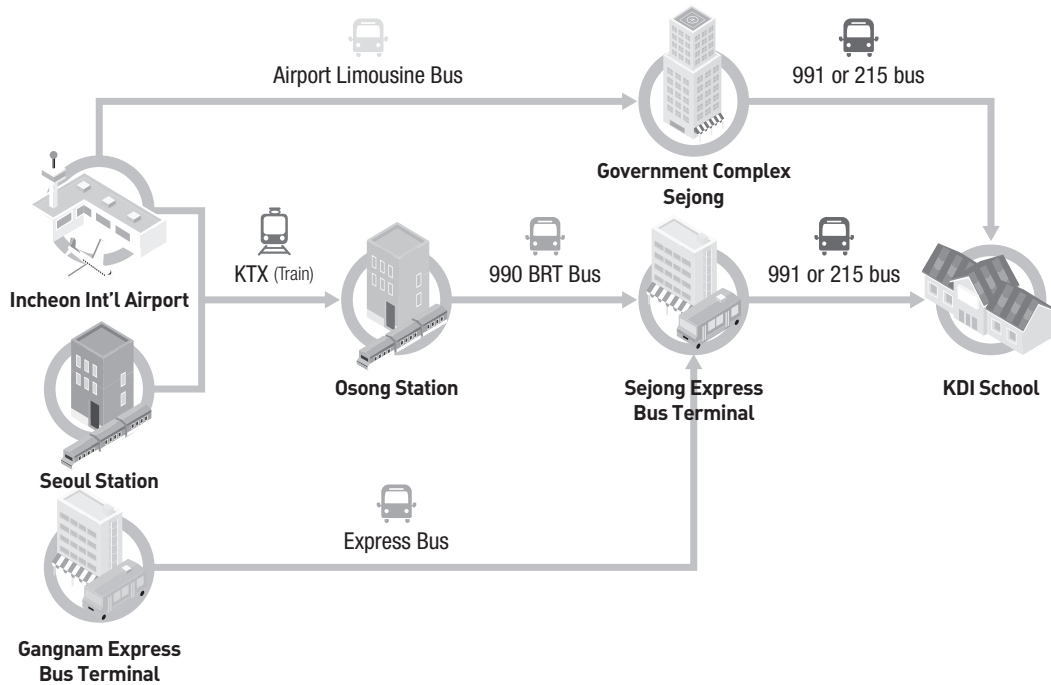 Airport Limousine Bus
991 or 215 bus
Government Complex
Sejong
Incheon Int'l Airport
KTX (Train)
990 BRT Bus
991 or 215 bus
Osong Station
Sejong Express
Bus Terminal
KDI School
Seoul Station
Express Bus
Gangnam Express
Bus Terminal